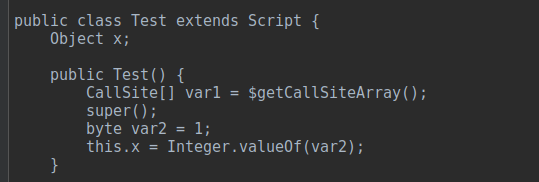 public class Test extends Script {
    Object x;

    public Test() {
        CallSite[] var1 = $getCallSiteArray();
        super();
        byte var2 = 1;
        this.x = Integer.valueOf(var2);
    }